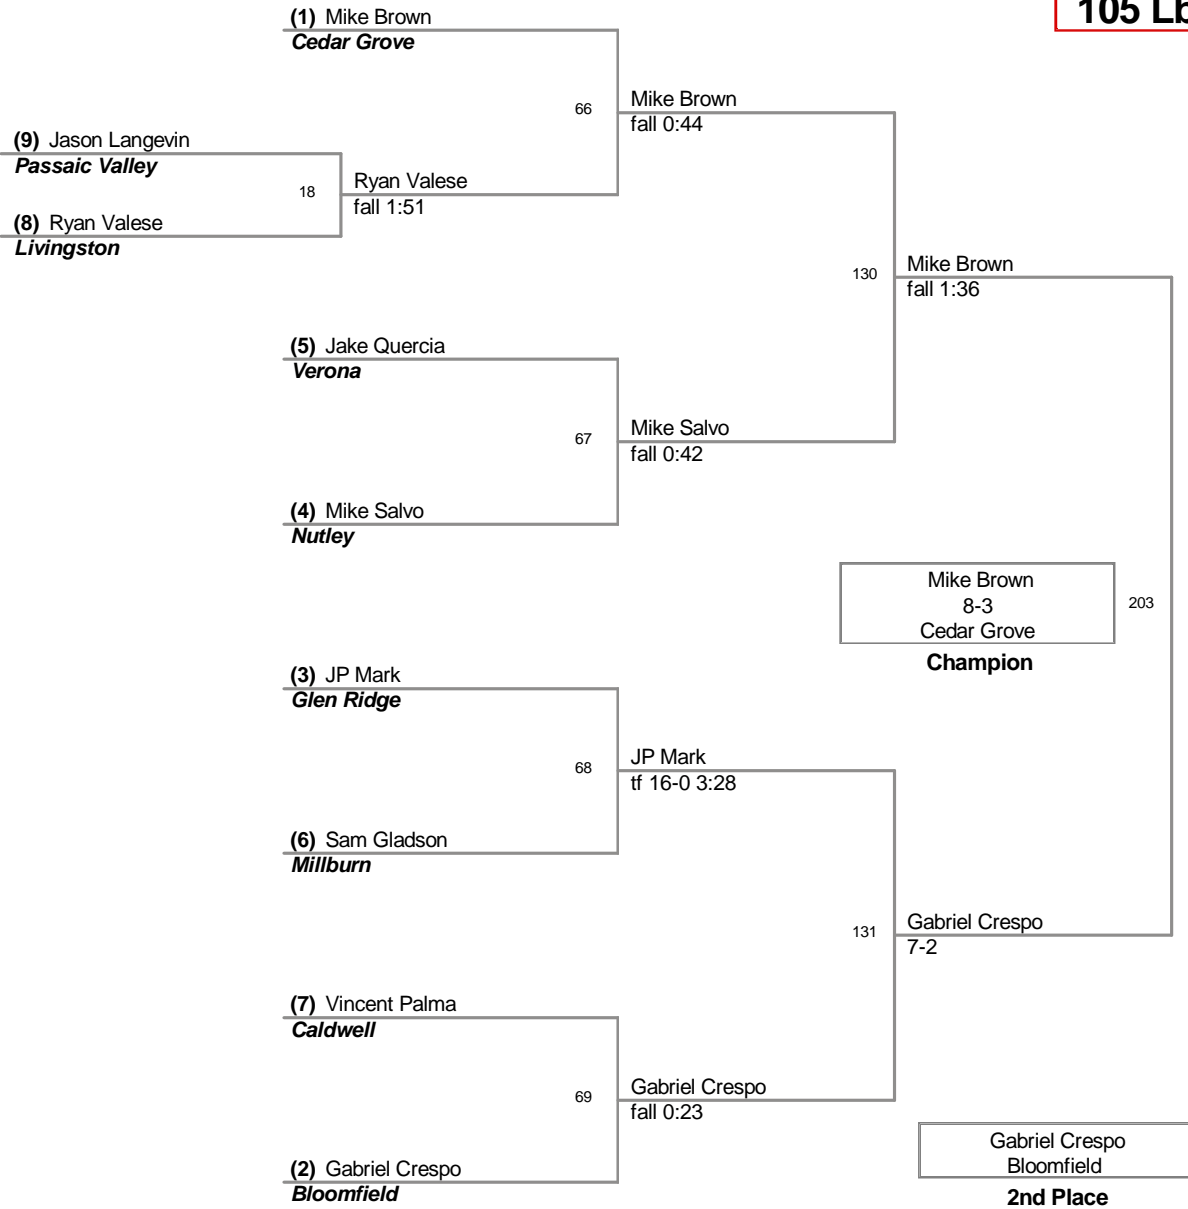 105 Lb
(1) Mike Brown
Cedar Grove
66
Mike Brown
fall 0:44
(9) Jason Langevin
Passaic Valley
18
Ryan Valese
fall 1:51
(8) Ryan Valese
Livingston
130
Mike Brown
fall 1:36
(5) Jake Quercia
Verona
67
Mike Salvo
fall 0:42
(4) Mike Salvo
Nutley
Mike Brown
8-3
Cedar Grove
203
Champion
(3) JP Mark
Glen Ridge
68
JP Mark
tf 16-0 3:28
(6) Sam Gladson
Millburn
131
Gabriel Crespo
7-2
(7) Vincent Palma
Caldwell
69
Gabriel Crespo
fall 0:23
(2) Gabriel Crespo
Bloomfield
Gabriel Crespo
Bloomfield
2nd Place